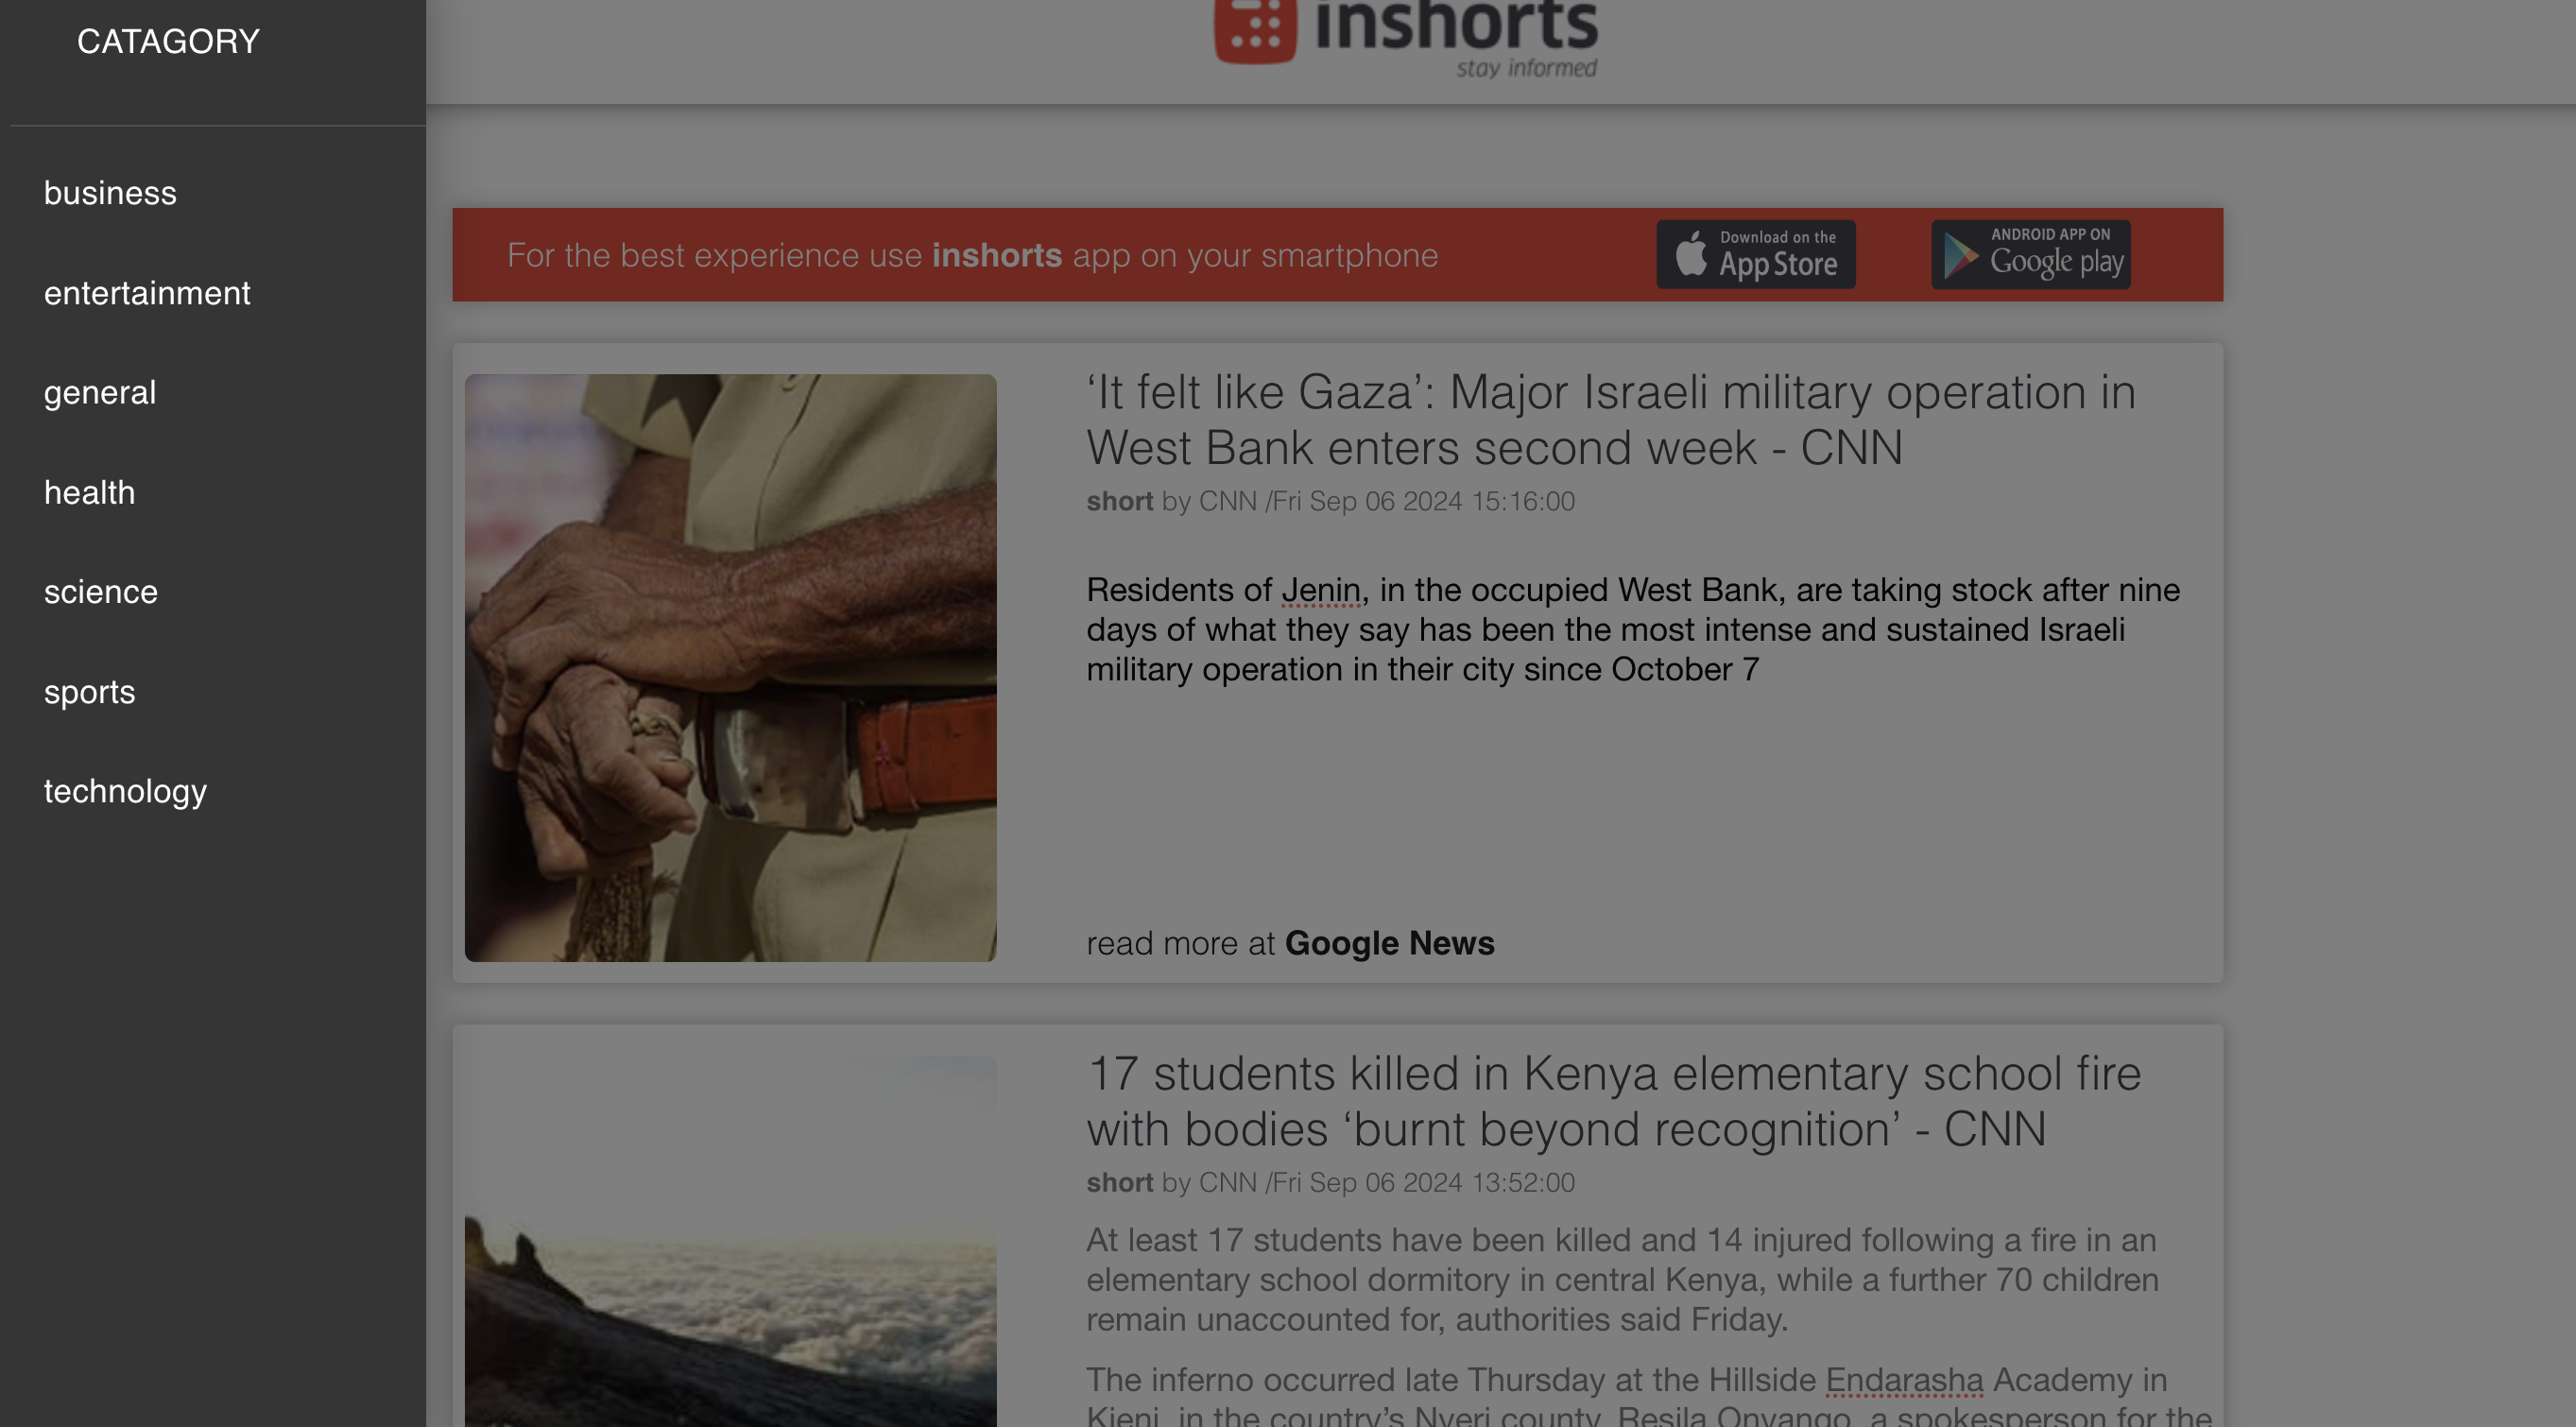 CATAGORY
business
entertainment
general
health
science
sports
technology
inshorts
stay informed
For the best experience use inshorts app on your smartphone
Download on the
App Store
ANDROID APP ON
Google play
‘It felt like Gaza’: Major Israeli military operation in
West Bank enters second week - CNN
short by CNN /Fri Sep 06 2024 15:16:00
Residents of Jenin, in the occupied West Bank, are taking stock after nine
days of what they say has been the most intense and sustained Israeli
military operation in their city since October 7
read more at Google News
17 students killed in Kenya elementary school fire
with bodies ‘burnt beyond recognition’ - CNN
short by CNN /Fri Sep 06 2024 13:52:00
At least 17 students have been killed and 14 injured following a fire in an
elementary school dormitory in central Kenya, while a further 70 children
remain unaccounted for, authorities said Friday.
The inferno occurred late Thursday at the Hillside Endarasha Academy in
Kieni, in the country’s Nyeri county, Resila Onyango, a spokesperson for the